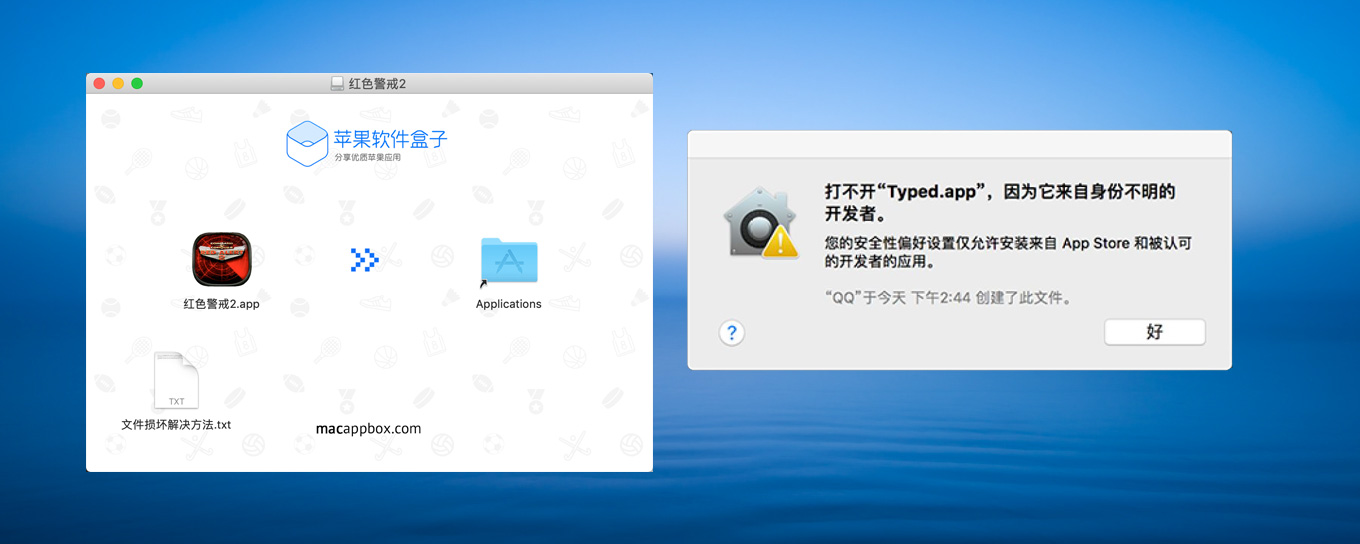 红色警戒2
苹果软件盒子
分享优质苹果应用
红色警戒2.app
Applications
TXT
文件损坏解决方法.txt
macappbox.com
打不开“Typed.app”，因为它来自身份不明的
开发者。
您的安全性偏好设置仅允许安装来自 App Store 和被认可
的开发者的应用。
“QQ”于今天 下午2:44 创建了此文件。
?
好